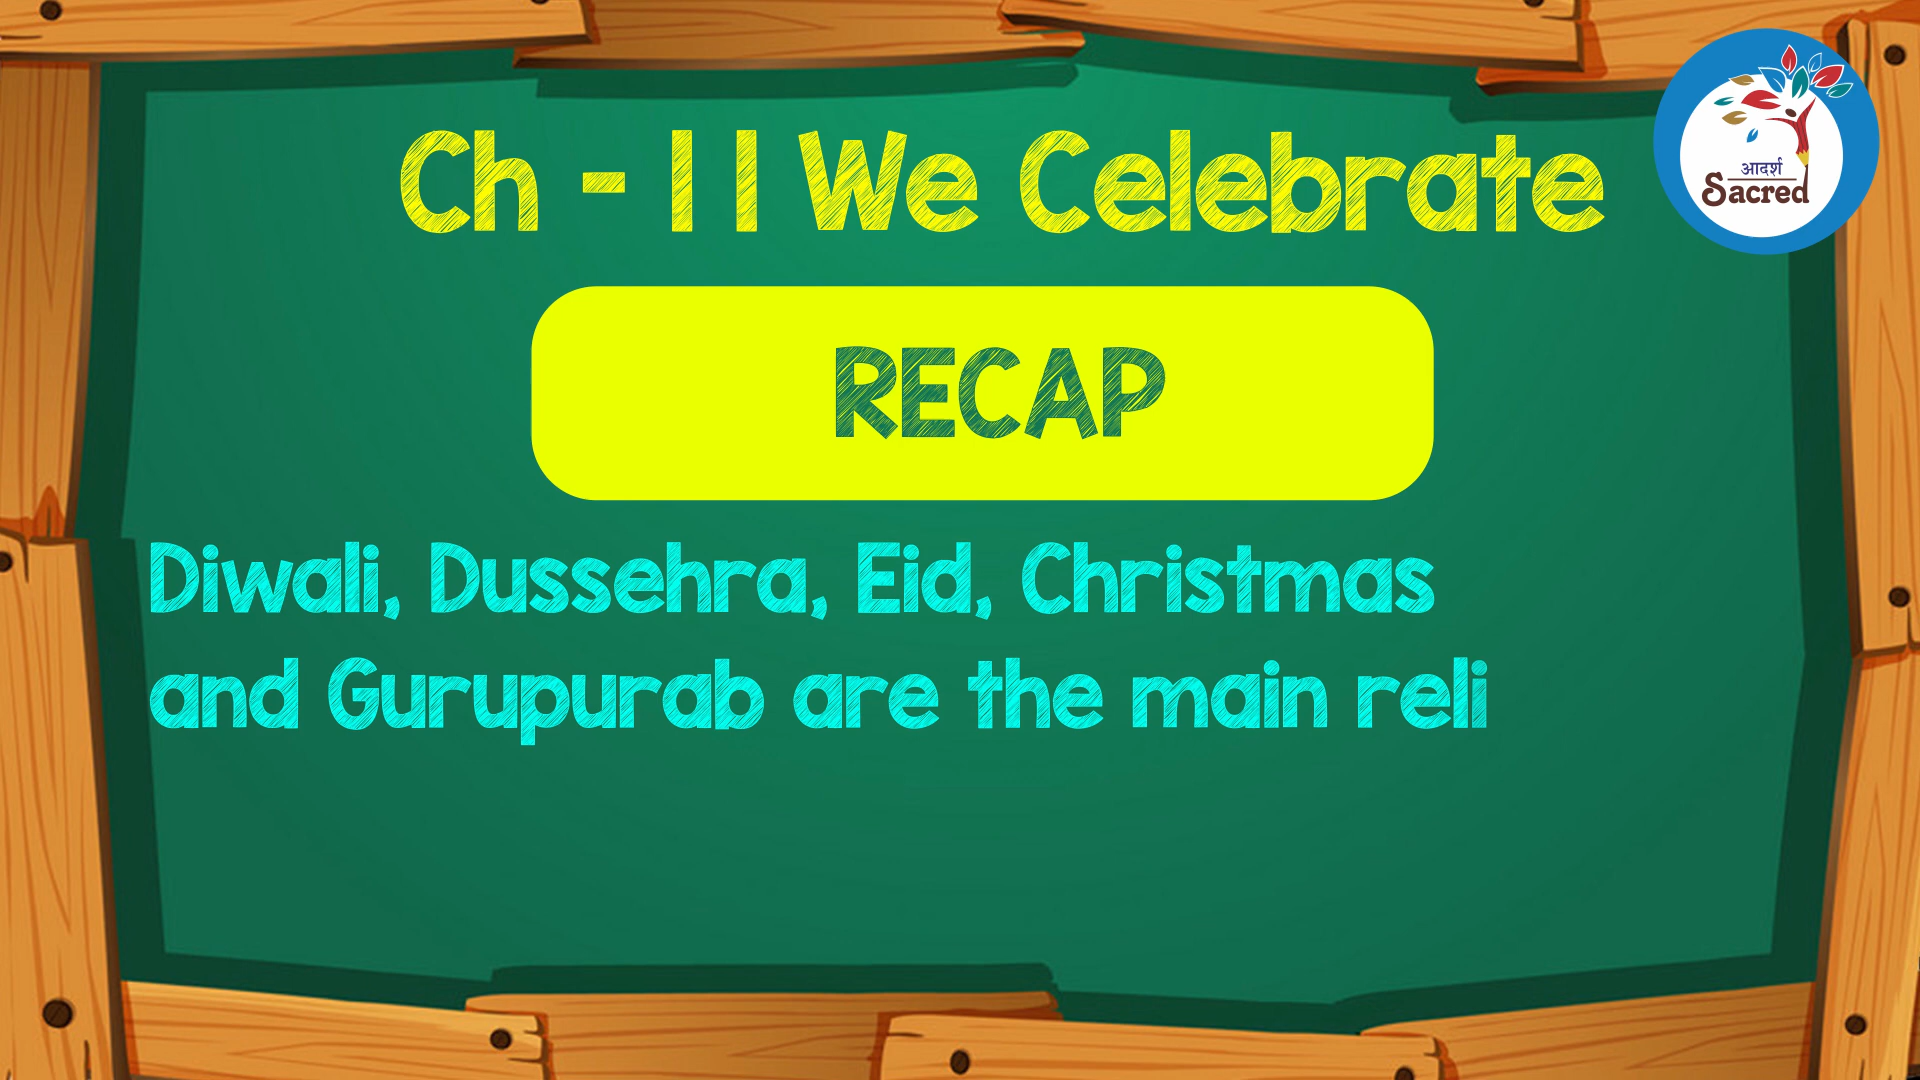 Ch - 11 We Celebrate
आदर्श
Sacred
RECAP
Diwali, Dussehra, Eid, Christmas
and Gurupurab are the main reli